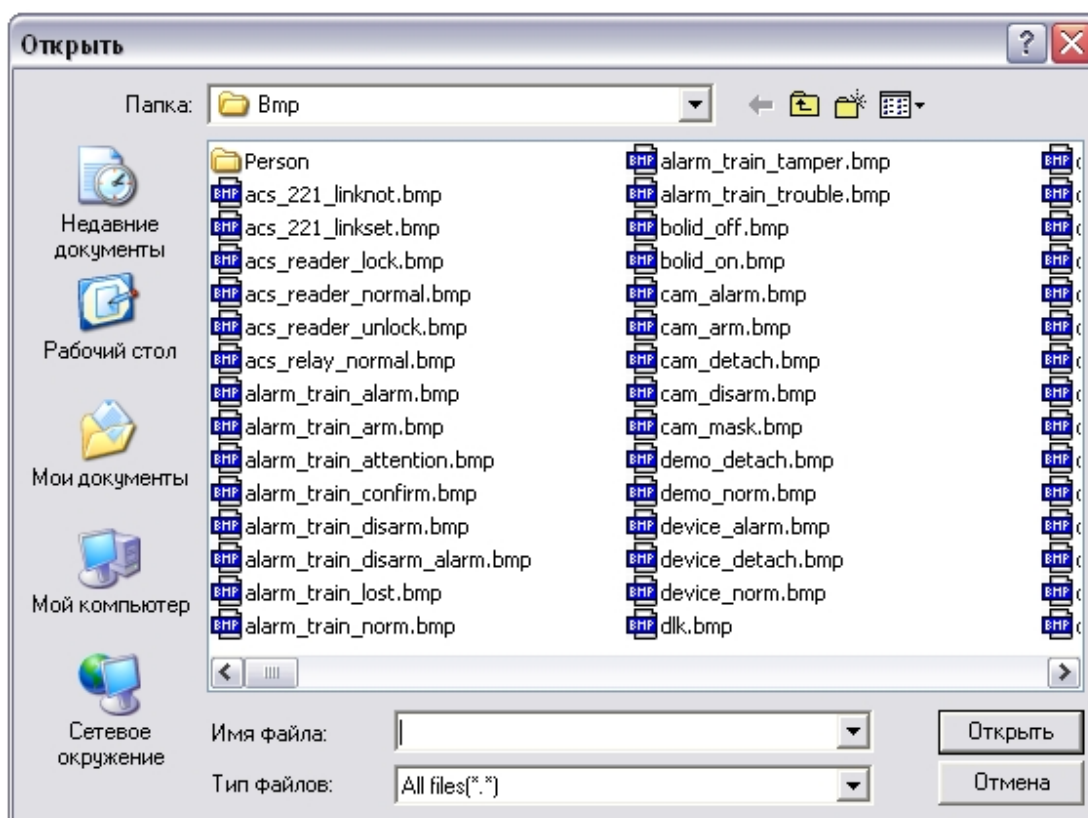 Открыть
Папка:
Bmp
Недавние
документы
Рабочий стол
Мои документы
Мой компьютер
Сетевое
окружение
Person
acs_221_linknot.bmp
acs_221_linkset.bmp
acs_reader_lock.bmp
acs_reader_normal.bmp
acs_reader_unlock.bmp
acs_relay_normal.bmp
alarm_train_alarm.bmp
alarm_train_arm.bmp
alarm_train_attention.bmp
alarm_train_confirm.bmp
alarm_train_disarm.bmp
alarm_train_disarm_alarm.bmp
alarm_train_lost.bmp
alarm_train_norm.bmp
alarm_train_tamper.bmp
alarm_train_trouble.bmp
bolid_off.bmp
bolid_on.bmp
cam_alarm.bmp
cam_arm.bmp
cam_detach.bmp
cam_disarm.bmp
cam_mask.bmp
demo_detach.bmp
demo_norm.bmp
device_alarm.bmp
device_detach.bmp
device_norm.bmp
dlk.bmp
Имя файла:
Открыть
Тип файлов:
All files(*.*)
Отмена